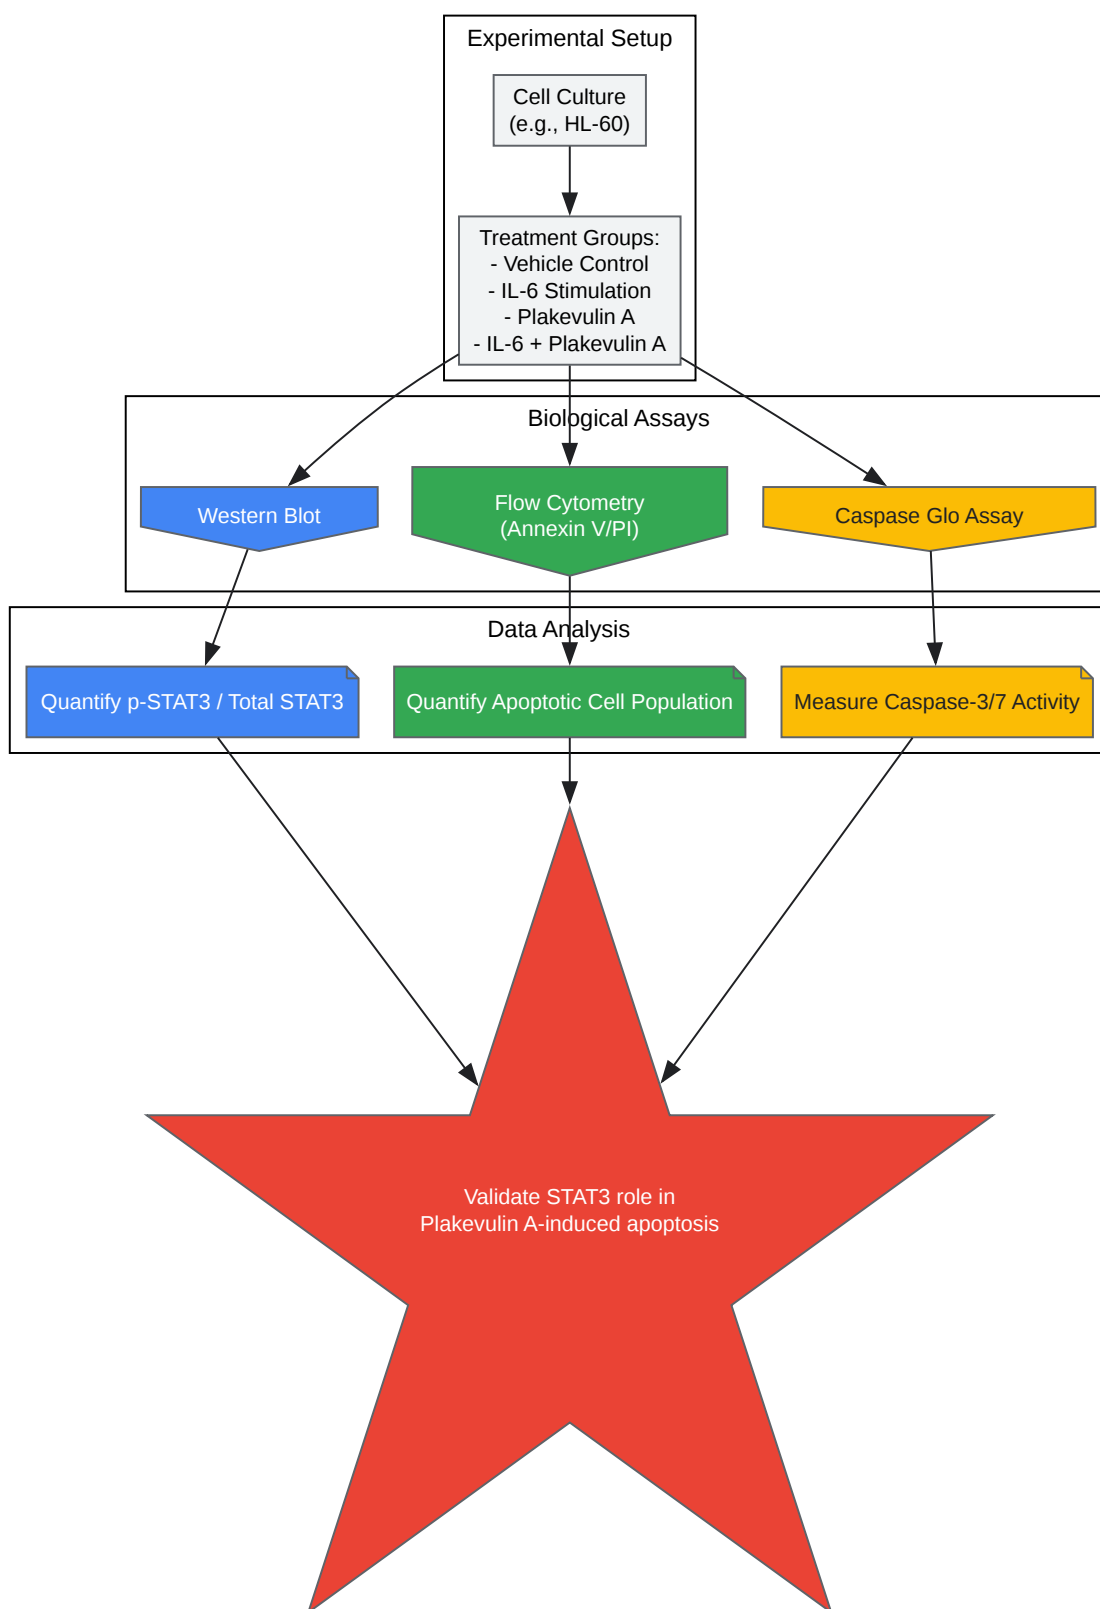 Experimental Setup
Cell Culture
(e.g., HL-60)
Treatment Groups:
- Vehicle Control
- IL-6 Stimulation
- Plakevulin A
- IL-6 + Plakevulin A
Biological Assays
Western Blot
Flow Cytometry
(Annexin V/PI)
Caspase Glo Assay
Data Analysis
Quantify p-STAT3 / Total STAT3
Quantify Apoptotic Cell Population
Measure Caspase-3/7 Activity
Validate STAT3 role in
Plakevulin A-induced apoptosis